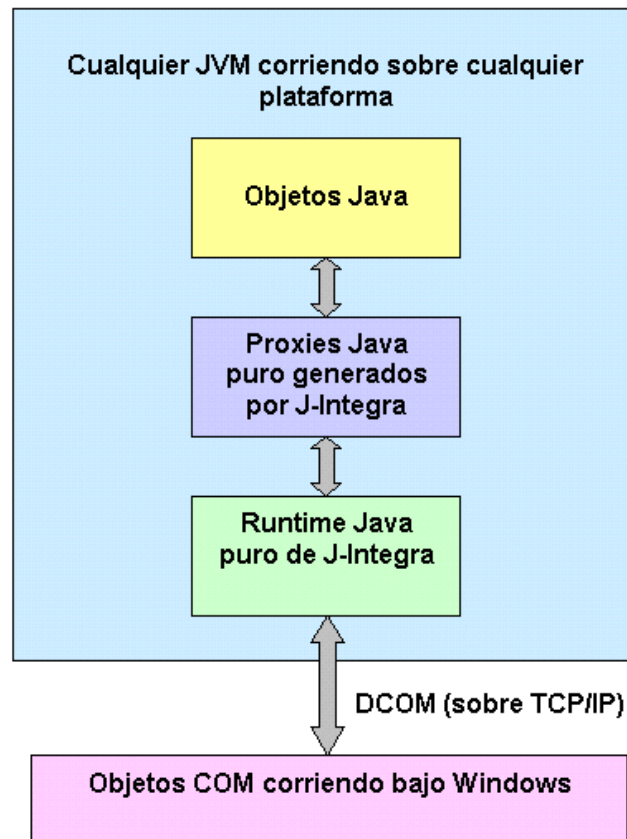 Cualquier JVM corriendo sobre cualquier
plataforma
Objetos Java
Proxies Java
puro generados
por J-Integra
Runtime Java
puro de J-Integra
DCOM (sobre TCP/IP)
Objetos COM corriendo bajo Windows